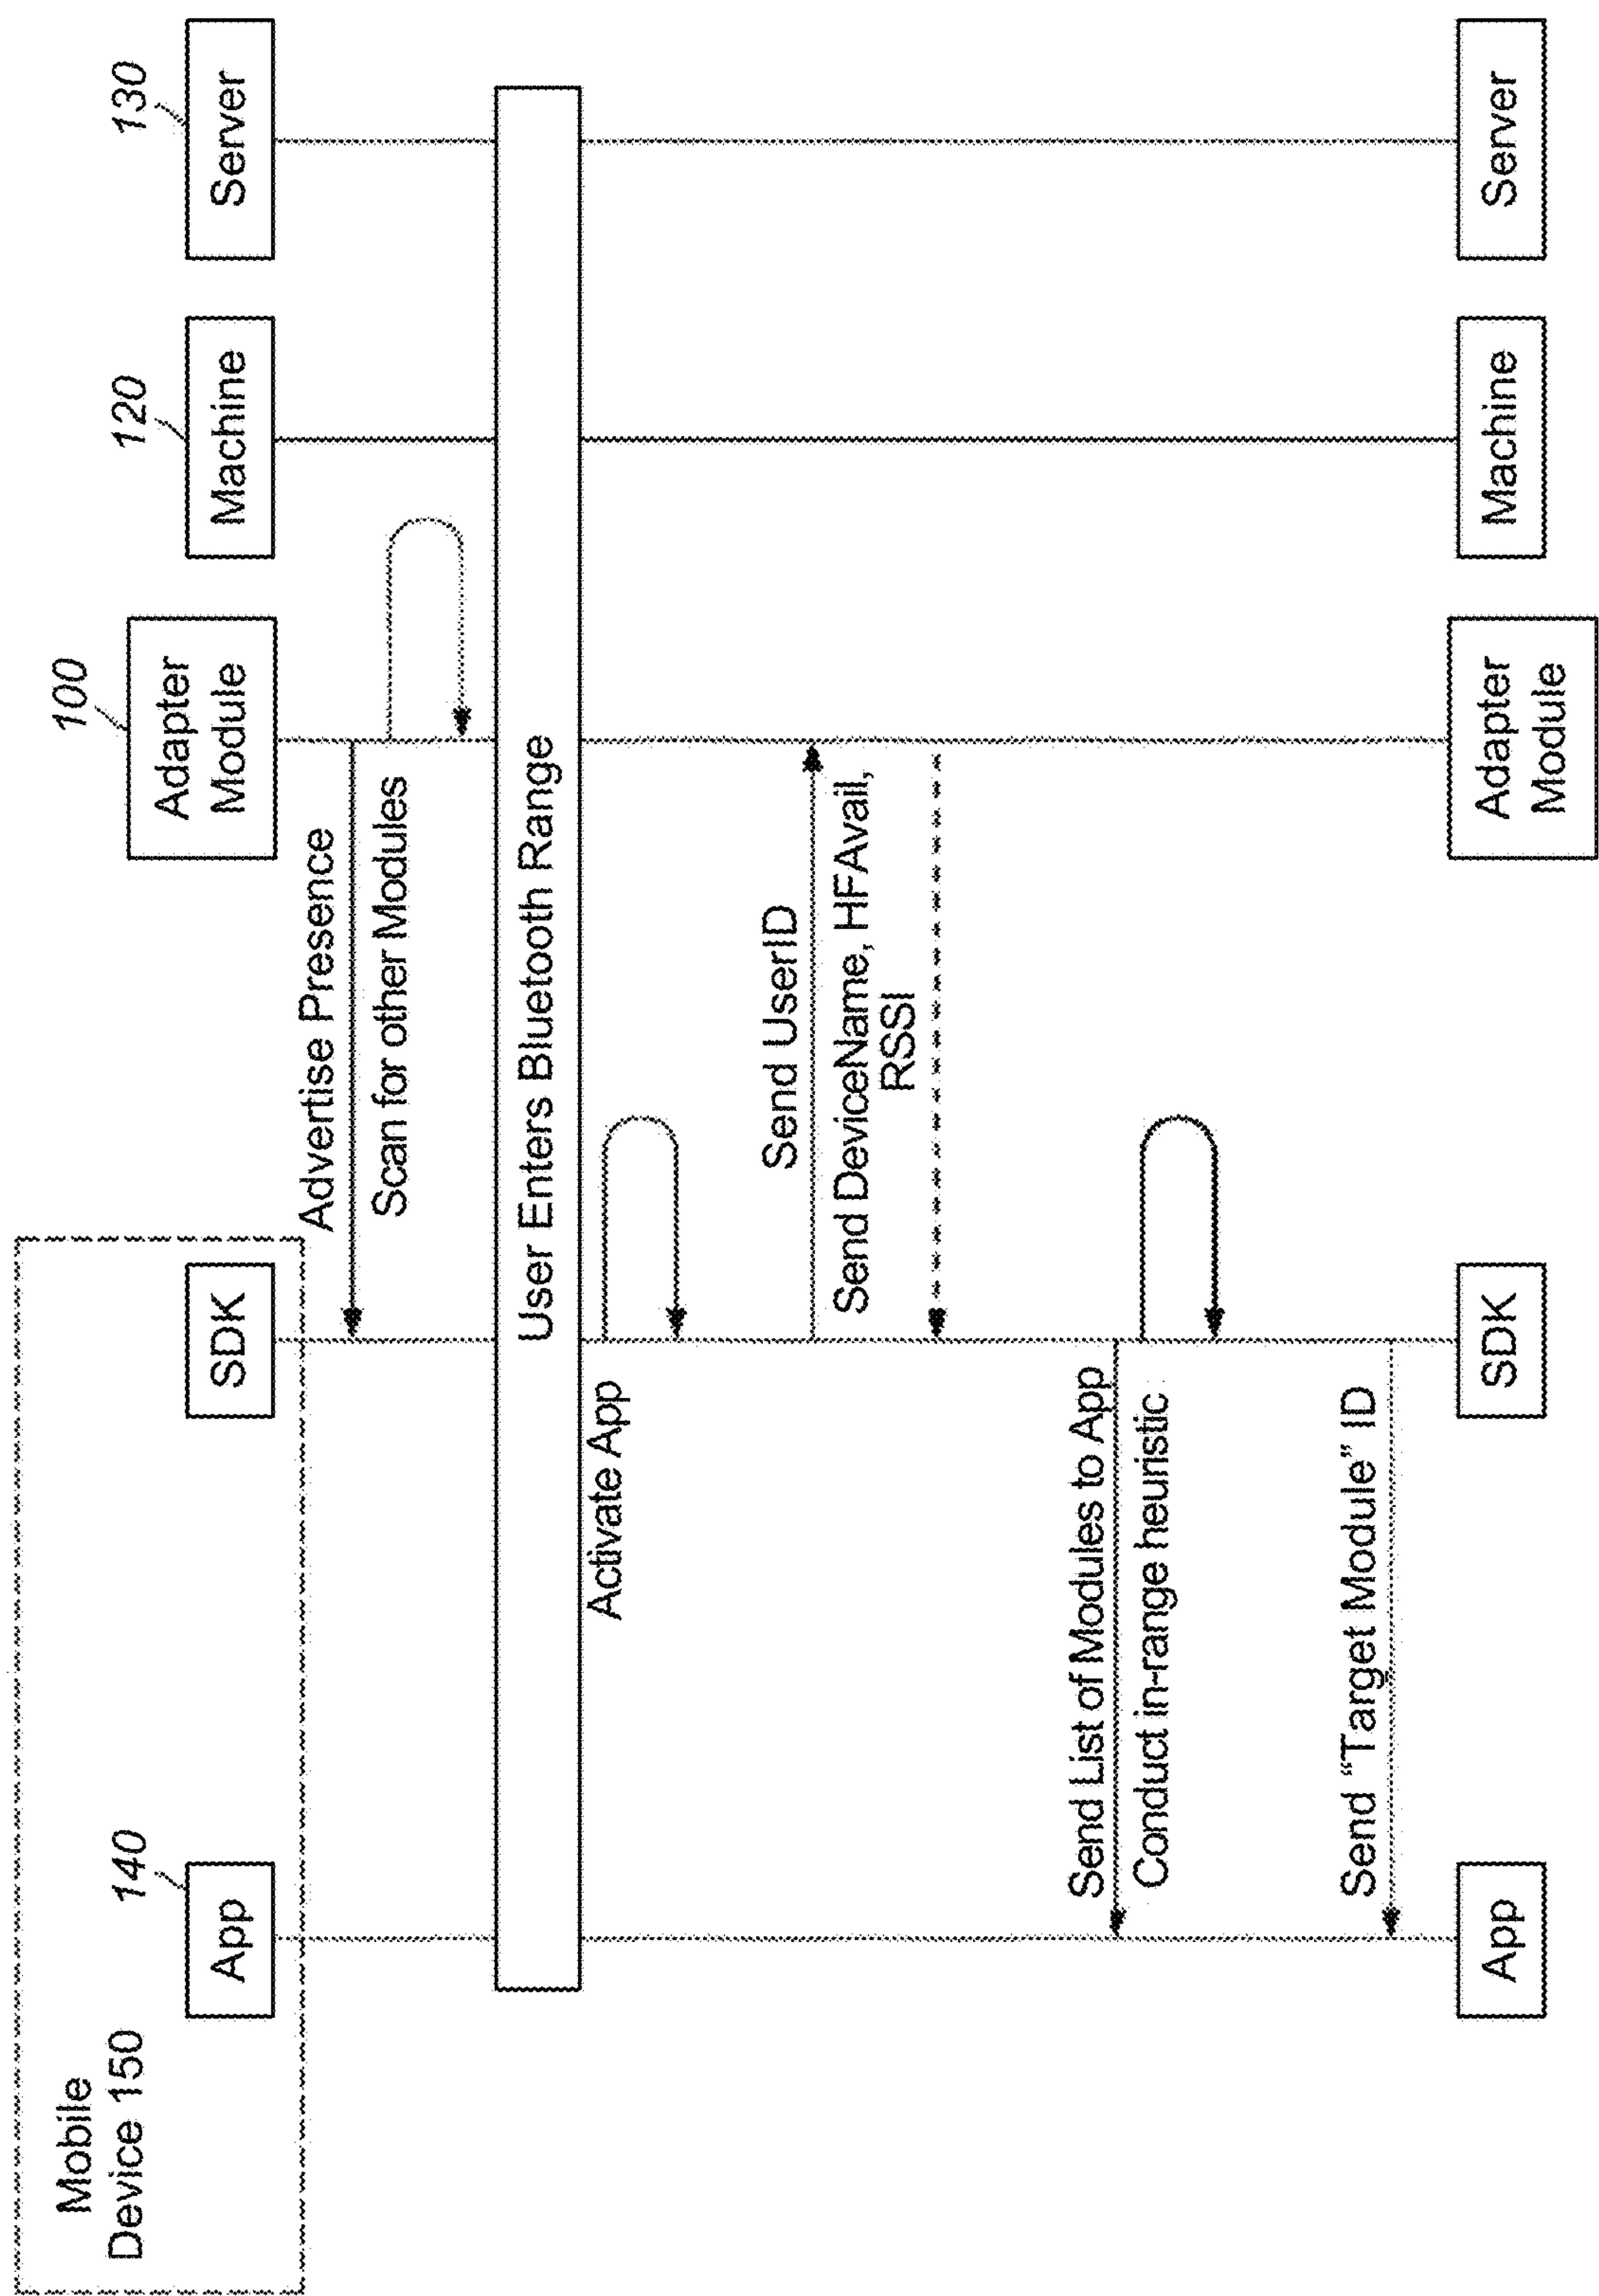 Mobile
Device 150
140
App
SDK
100
Adapter
Module
120
Machine
130
Server
Advertise Presence
Scan for other Modules
User Enters Bluetooth Range
Activate App
Send UserID
Send DeviceName, HFAvail,
RSSI
Send List of Modules to App
Conduct in-range heuristic
Send “Target Module” ID
App
SDK
Adapter
Module
Machine
Server